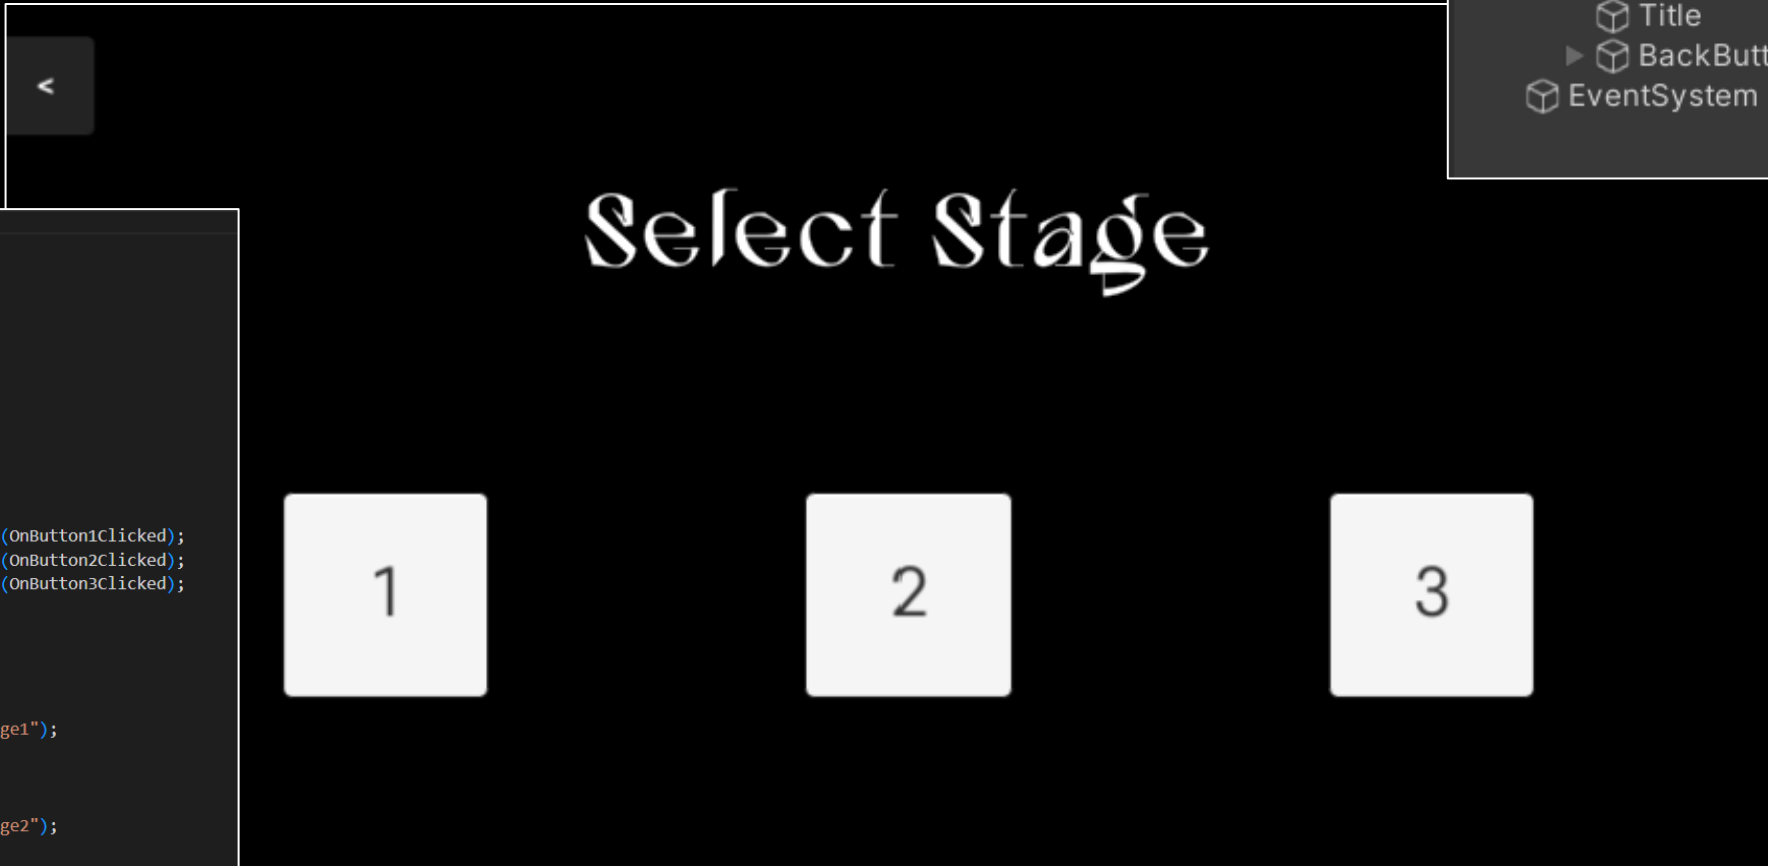 Title
BackButt
EventSystem
<
Select Stage
(OnButton1Clicked);
(OnButton2Clicked);
(OnButton3Clicked);
1
2
3
ge1");
ge2");